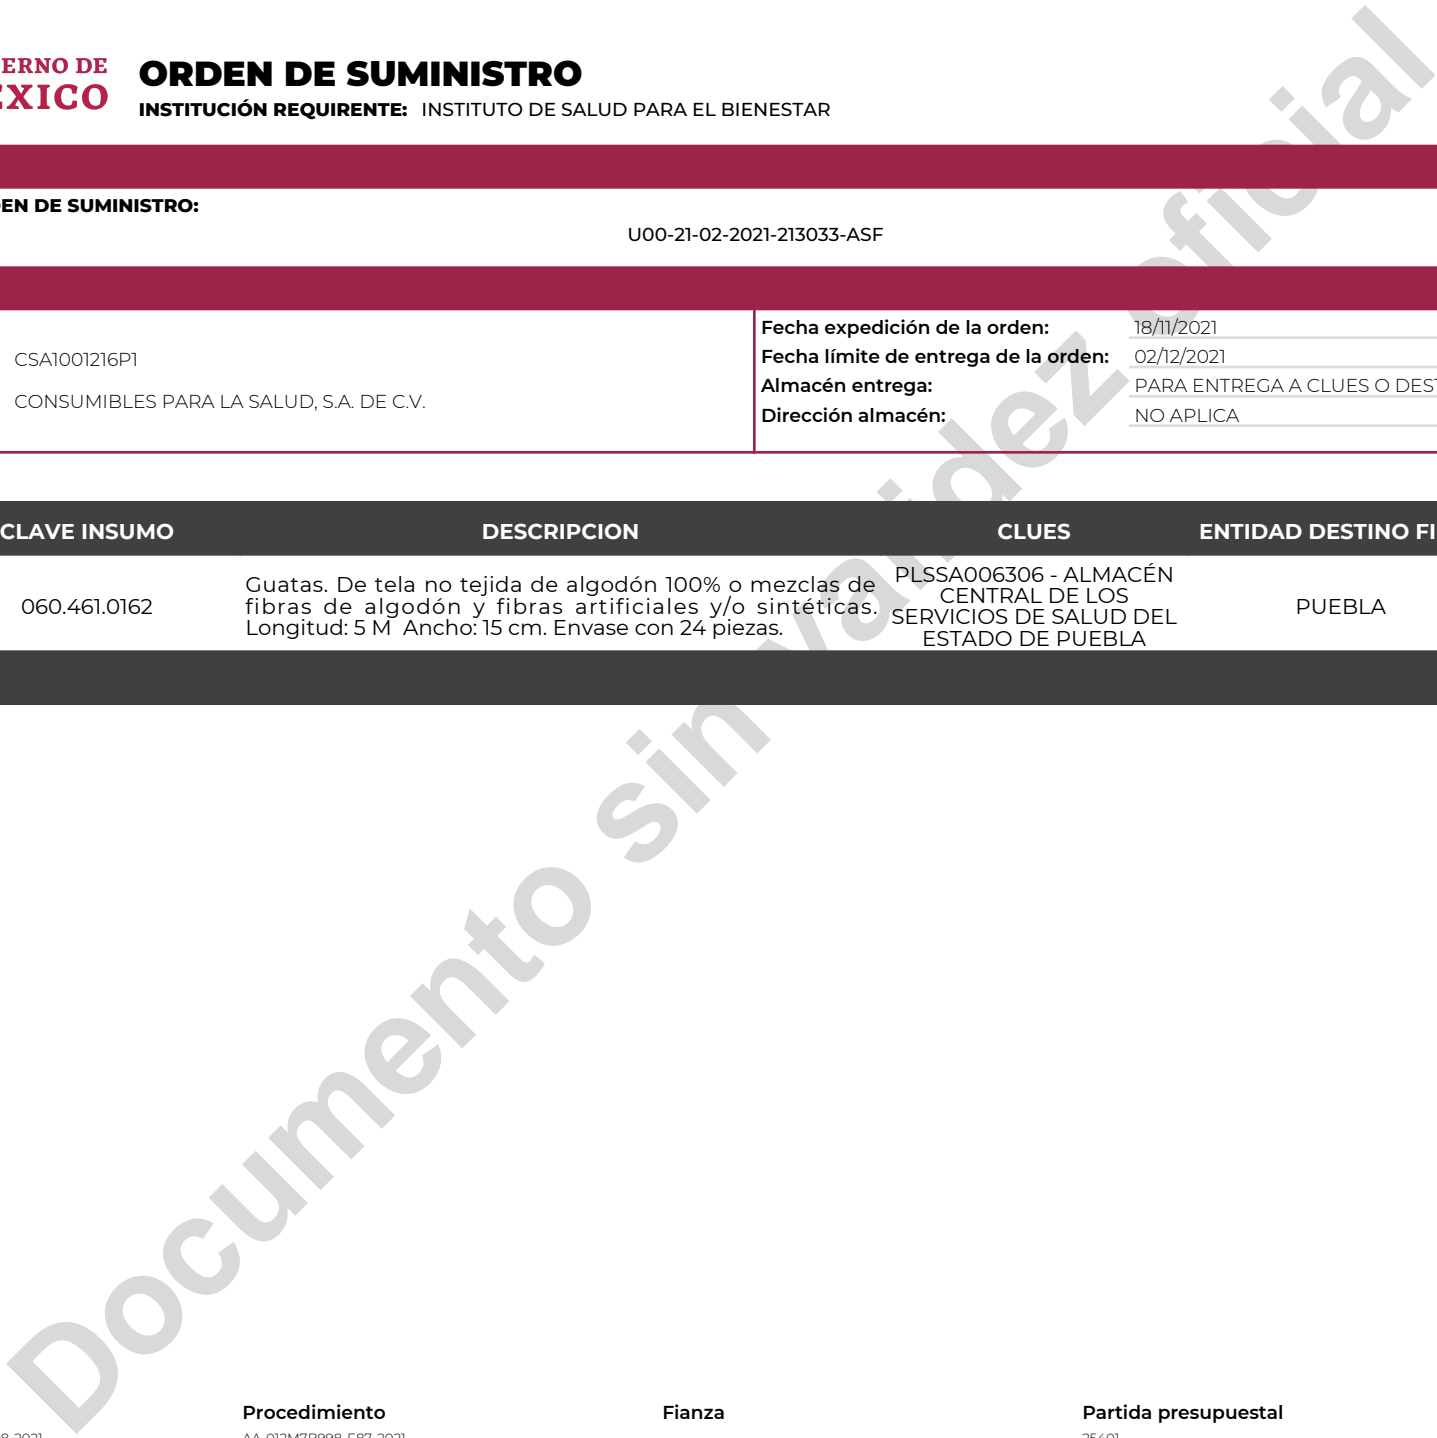 ERNO DE
EXICO
ORDEN DE SUMINISTRO
INSTITUCIÓN REQUIRENTE: INSTITUTO DE SALUD PARA EL BIENESTAR
EN DE SUMINISTRO:
U00-21-02-2021-213033-ASF
CSA1001216P1
CONSUMIBLES PARA LA SALUD, S.A. DE C.V.
Fecha expedición de la orden: 18/11/2021
Fecha límite de entrega de la orden: 02/12/2021
Almacén entrega: PARA ENTREGA A CLUES O DEST
Dirección almacén: NO APLICA
CLAVE INSUMO DESCRIPCION CLUES ENTIDAD DESTINO FI
060.461.0162
Guatas. De tela no tejida de algodón 100% o mezclas de
fibras de algodón y fibras artificiales y/o sintéticas.
Longitud: 5 M Ancho: 15 cm. Envase con 24 piezas.
PLSSA006306 - ALMACÉN
CENTRAL DE LOS
SERVICIOS DE SALUD DEL
ESTADO DE PUEBLA
PUEBLA
Documento sin validez oficial
Procedimiento Fianza Partida presupuestal